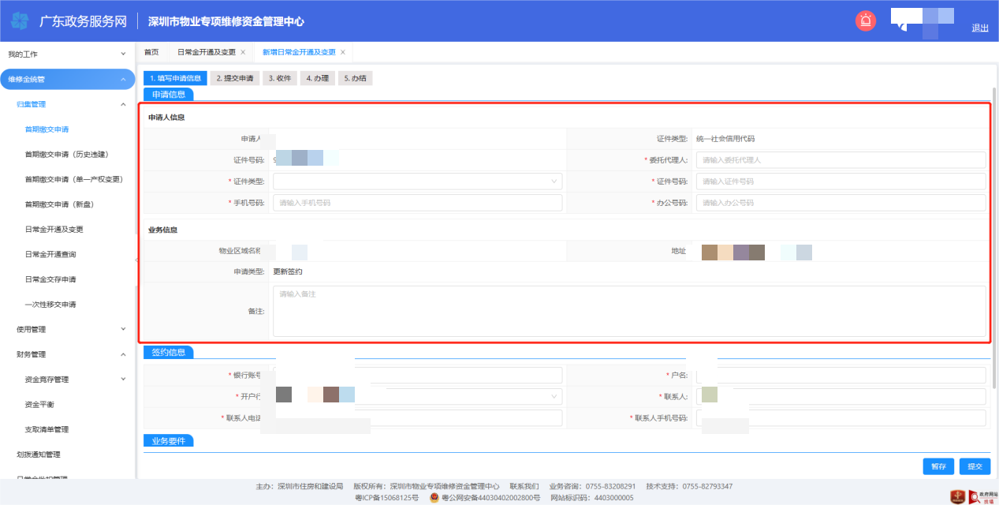 广东政务服务网 深圳市物业专项维修资金管理中心
退出
我的工作
维修金统管
归集管理
首期缴交申请
首期缴交申请（历史违建）
首期缴交申请（单一产权变更）
首期缴交申请（新盘）
日常金开通及变更
日常金开通查询
日常金交存申请
一次性移交申请
使用管理
财务管理
资金竞存管理
资金平衡
支取清单管理
划拨通知管理
首页 日常金开通及变更 × 新增日常金开通及变更 ×
1. 填写申请信息 2. 提交申请 3. 收件 4. 办理 5. 办结
申请信息
申请人信息
申请人 证件类型: 统一社会信用代码
证件号码: * 委托代理人: 请输入委托代理人
* 证件类型: * 证件号码: 请输入证件号码
* 手机号码: 请输入手机号码 * 办公号码: 请输入办公号码
业务信息
物业区域名称 地址
申请类型: 更新签约
备注: 请输入备注
签约信息
* 银行账号 * 户名:
* 开户行 * 联系人:
* 联系人电话 * 联系人手机号码:
业务要件
暂存 提交
主办：深圳市住房和建设局 版权所有：深圳市物业专项维修资金管理中心 联系我们 业务咨询：0755-83208291 技术支持：0755-82793347
粤ICP备15068125号 粤公网安备44030402002800号 网站标识码：4403000005
政府网站
找错